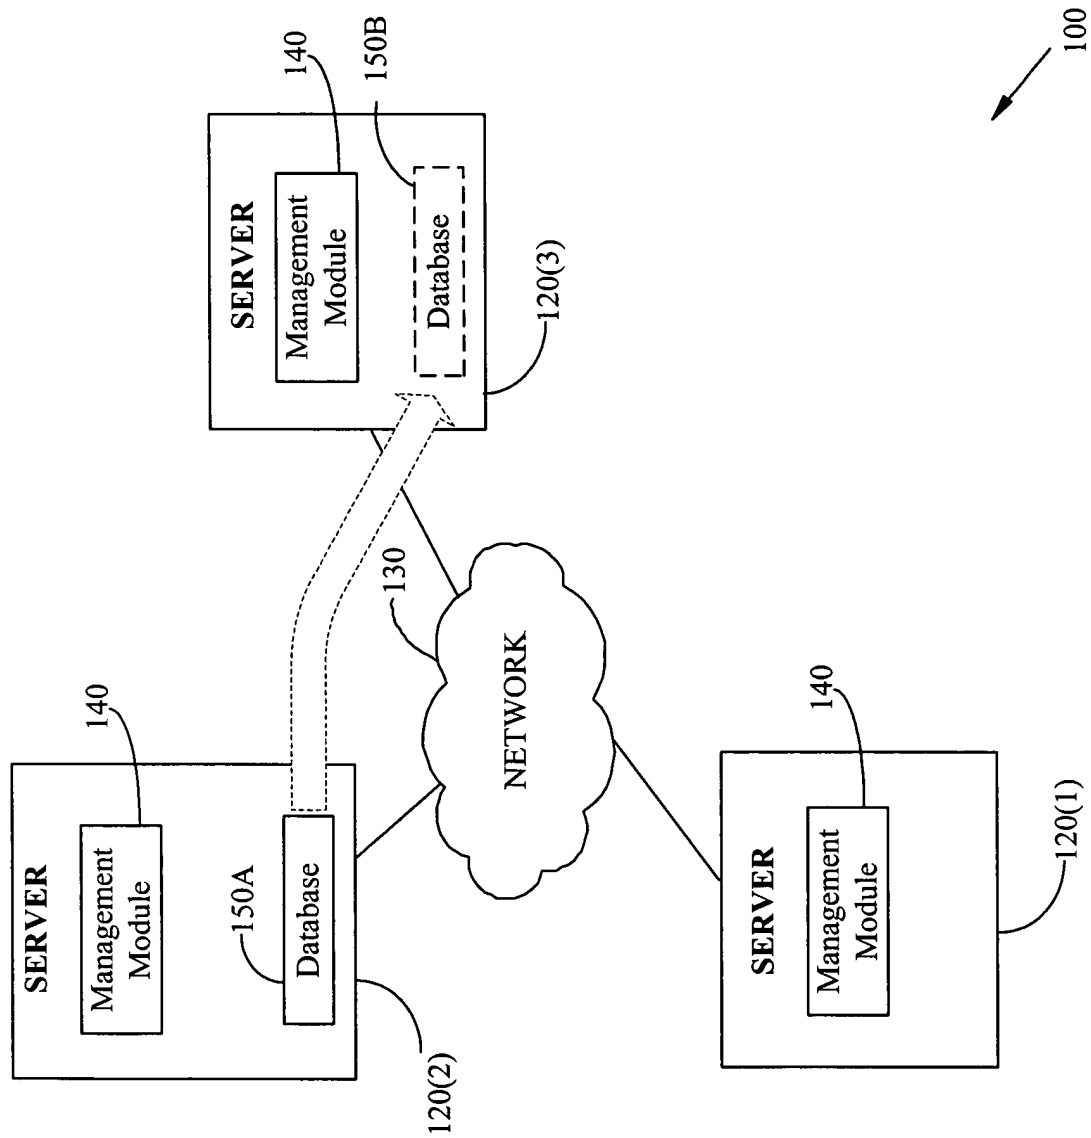 SERVER
Management
Module
140
150A
Database
120(2)
SERVER
140
Management
Module
150B
Database
120(3)
130
NETWORK
SERVER
140
Management
Module
120(1)
100